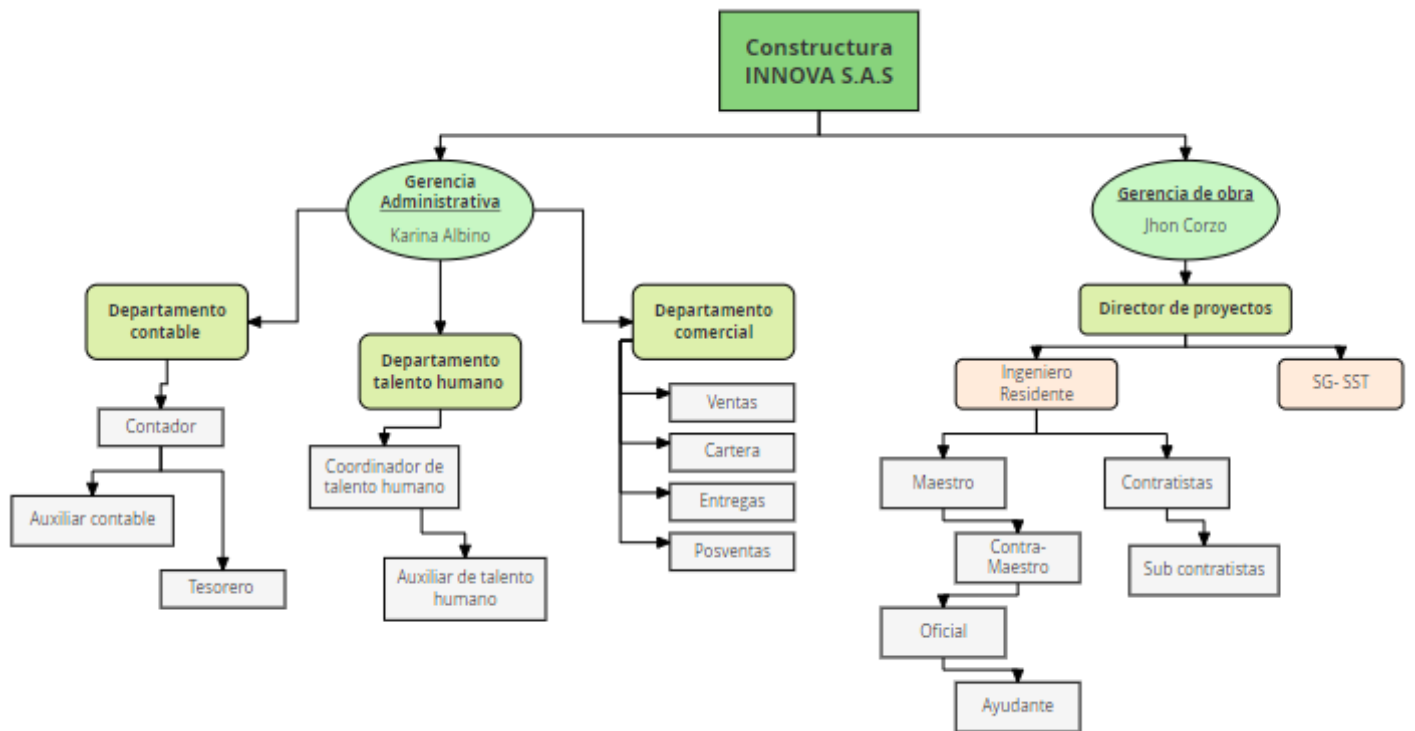 Constructura
INNOVA S.A.S
Gerencia
Administrativa
Karina Albino
Gerencia de obra
Jhon Corzo
Departamento
contable
Departamento
talento humano
Departamento
comercial
Director de proyectos
Contador
Auxiliar contable
Tesorero
Coordinador de
talento humano
Auxiliar de talento
humano
Ventas
Cartera
Entregas
Posventas
Ingeniero
Residente
SG- SST
Maestro
Contra-
Maestro
Oficial
Ayudante
Contratistas
Sub contratistas